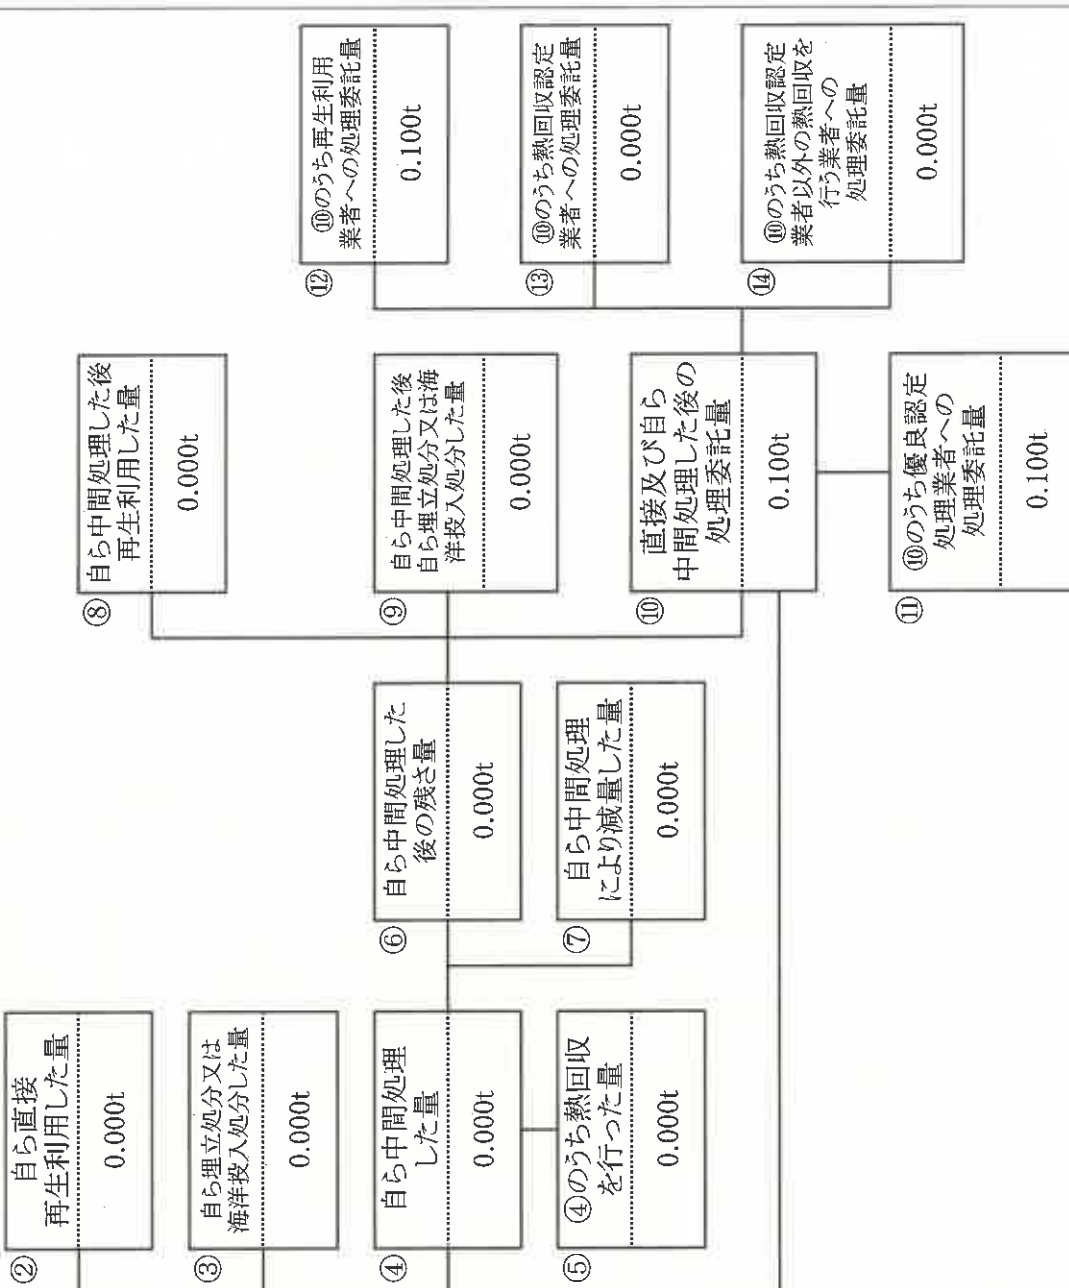 ②
自ら直接
再生利用した量
0.000t
③
自ら埋立処分又は
海洋投入処分した量
0.000t
④
自ら中間処理
した量
0.000t
⑤
④のうち熱回収
を行った量
0.000t
⑥
自ら中間処理した
後の残さ量
0.000t
⑦
自ら中間処理
により減量した量
0.000t
⑧
自ら中間処理した後
再生利用した量
0.000t
⑨
自ら中間処理した後
自ら埋立処分又は海
洋投入処分した量
0.000t
⑩
直接及び自ら
中間処理した後の
処理委託量
0.100t
⑪
⑩のうち優良認定
処理業者への
処理委託量
0.100t
⑫
⑩のうち再生利用
業者への処理委託量
0.100t
⑬
⑩のうち熱回収認定
業者への処理委託量
0.000t
⑭
⑩のうち熱回収認定
業者以外の熱回収を
行う業者への
処理委託量
0.000t